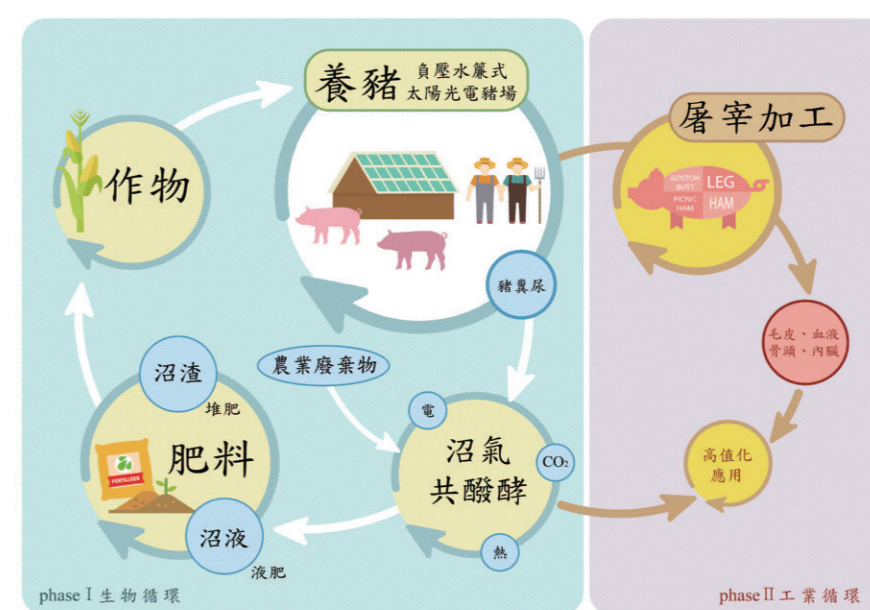 養豬
負壓水簾式
太陽光電豬場
屠宰加工
作物
BOSTON
BUTT
LEG
PICNIC
HAM
HAM
豬糞尿
毛皮、血液
骨頭、內臟
農業廢棄物
沼渣
堆肥
電
FERTILIZER
肥料
沼氣
共醱酵
CO₂
高值化
應用
沼液
液肥
熱
phase I 生物循環
phase II 工業循環